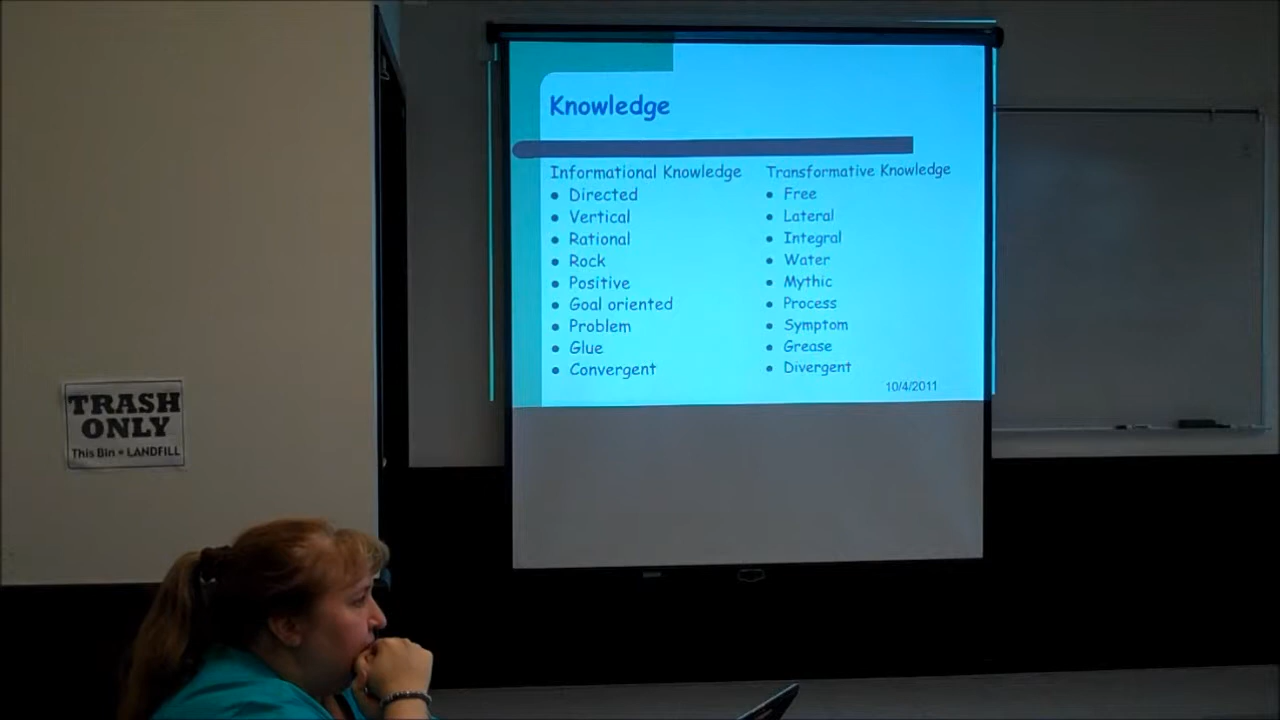 Knowledge
Informational Knowledge
• Directed
• Vertical
• Rational
• Rock
• Positive
• Goal oriented
• Problem
• Glue
• Convergent
Transformative Knowledge
• Free
• Lateral
• Integral
• Water
• Mythic
• Process
• Symptom
• Grease
• Divergent
10/4/2011
TRASH
ONLY
This Bin = LANDFILL